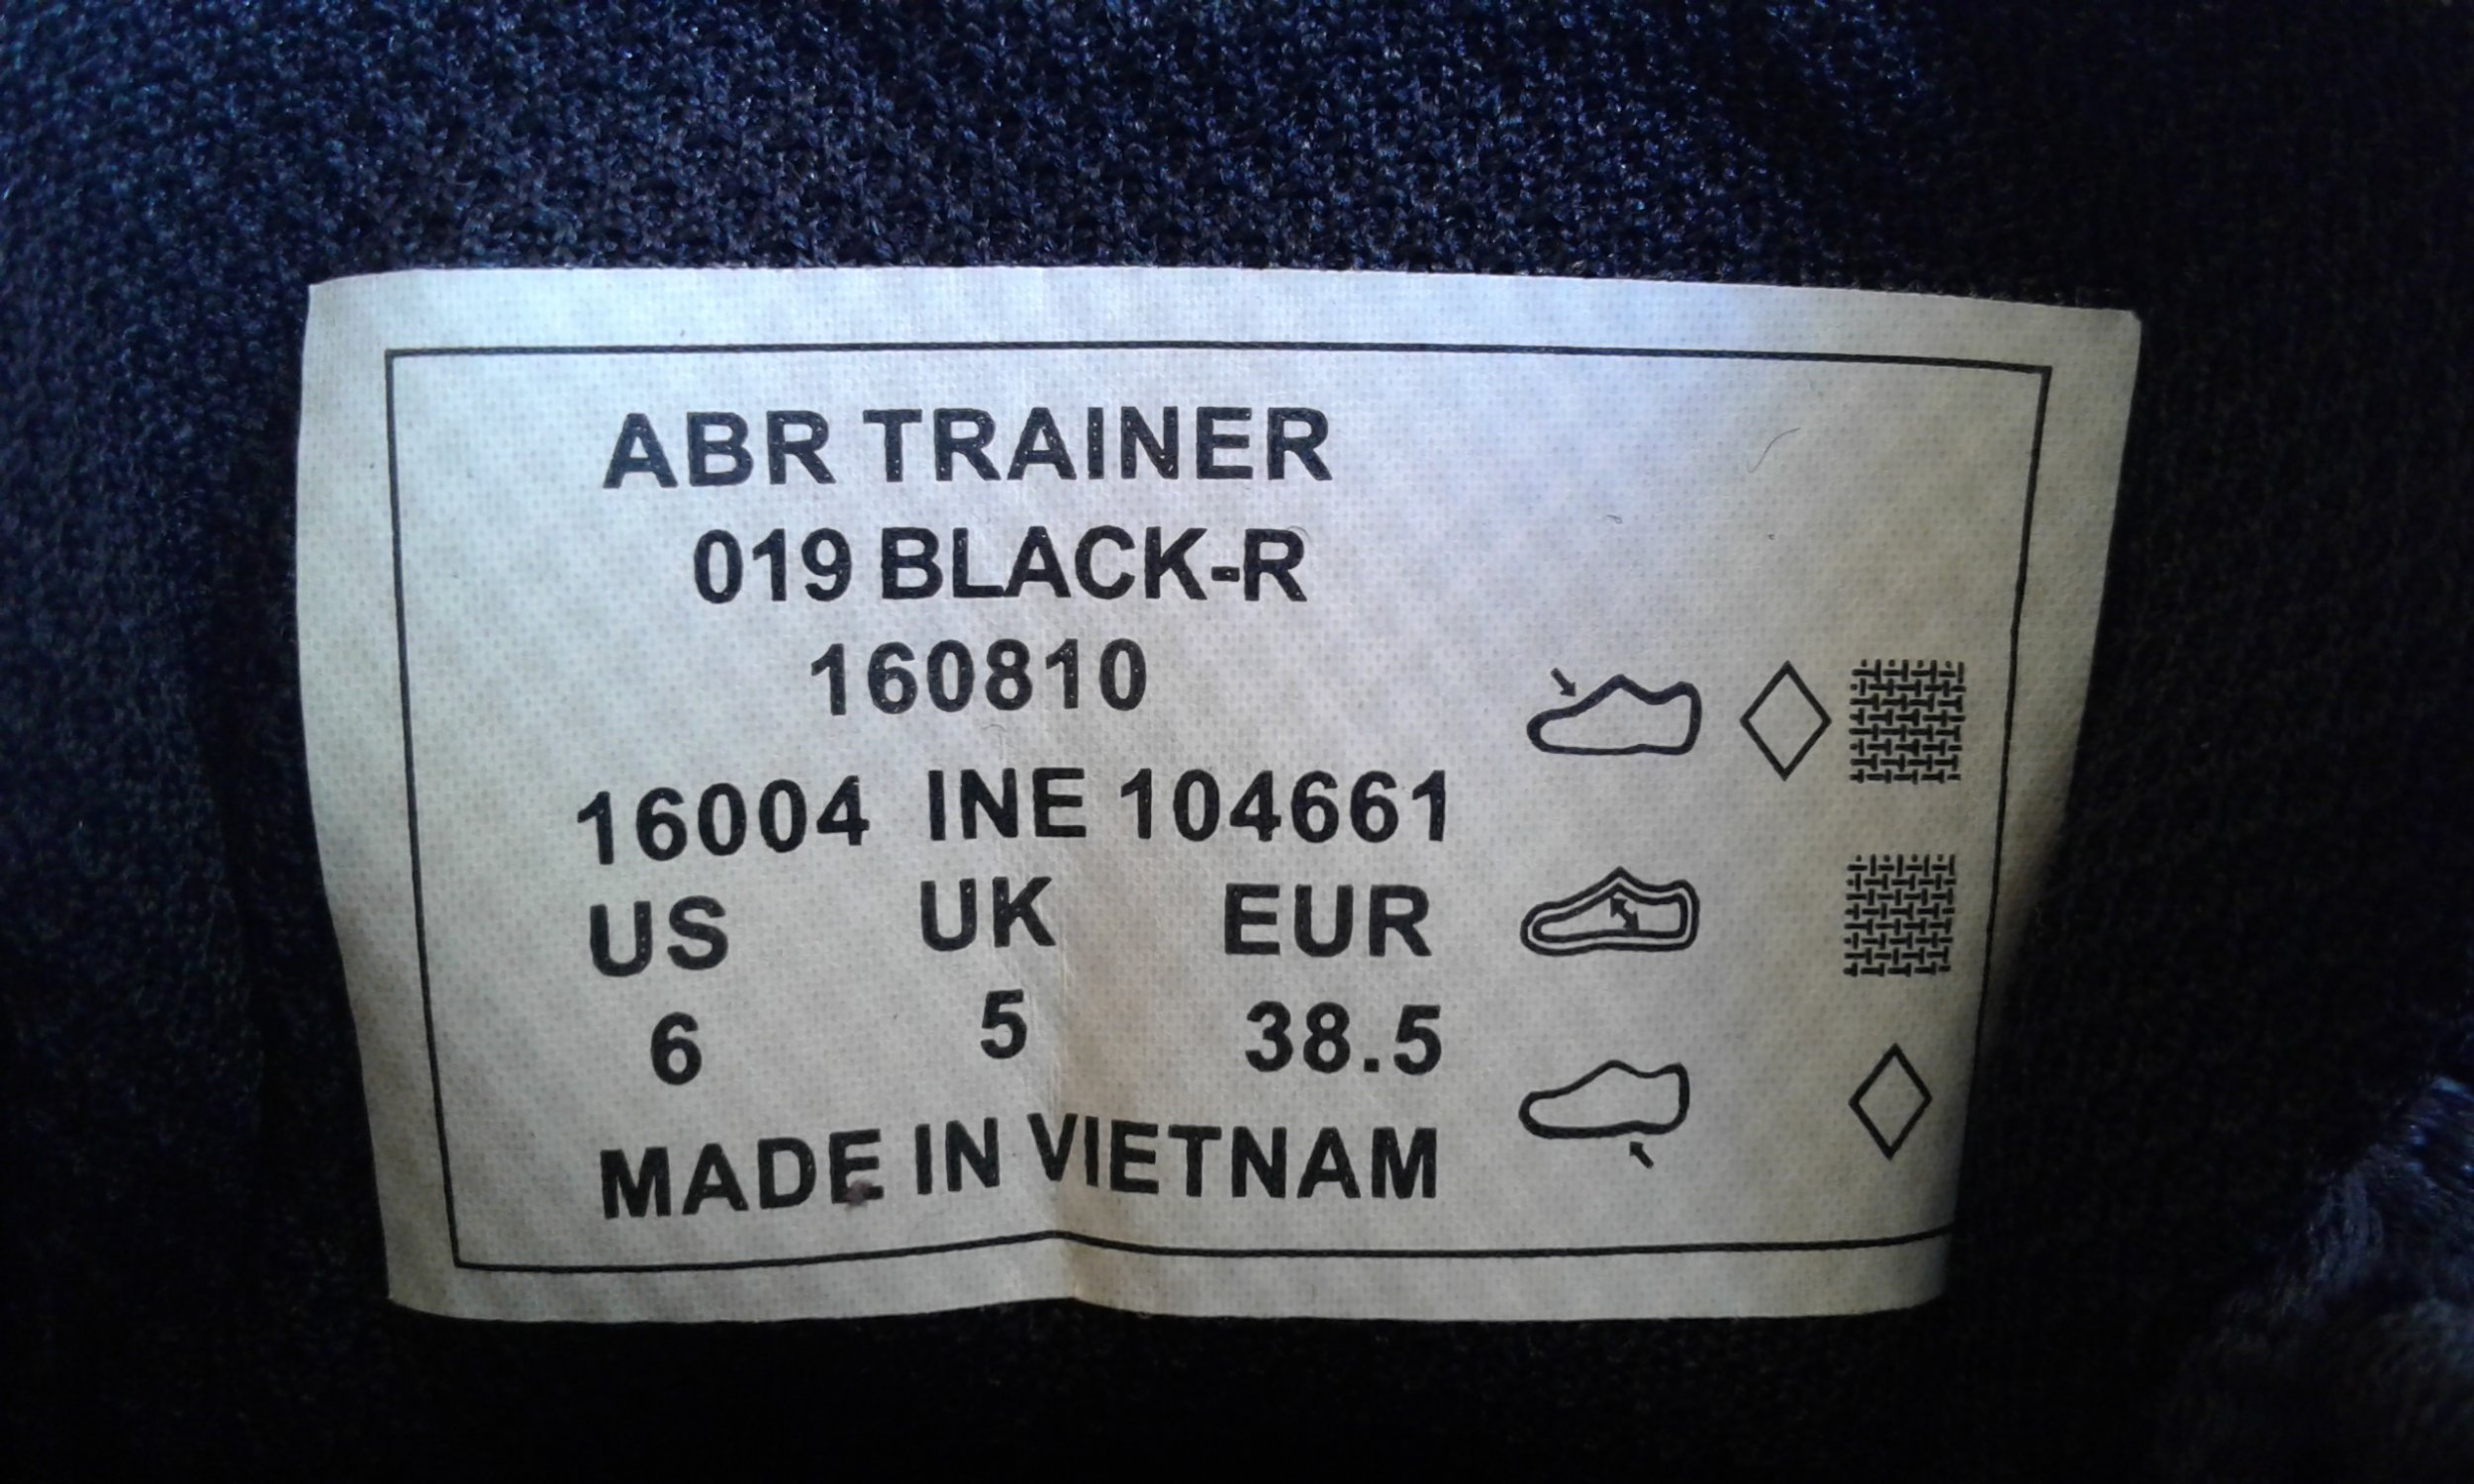 ABR TRAINER
019 BLACK-R
160810
16004 INE 104661
US UK EUR
6 5 38.5
MADE IN VIETNAM